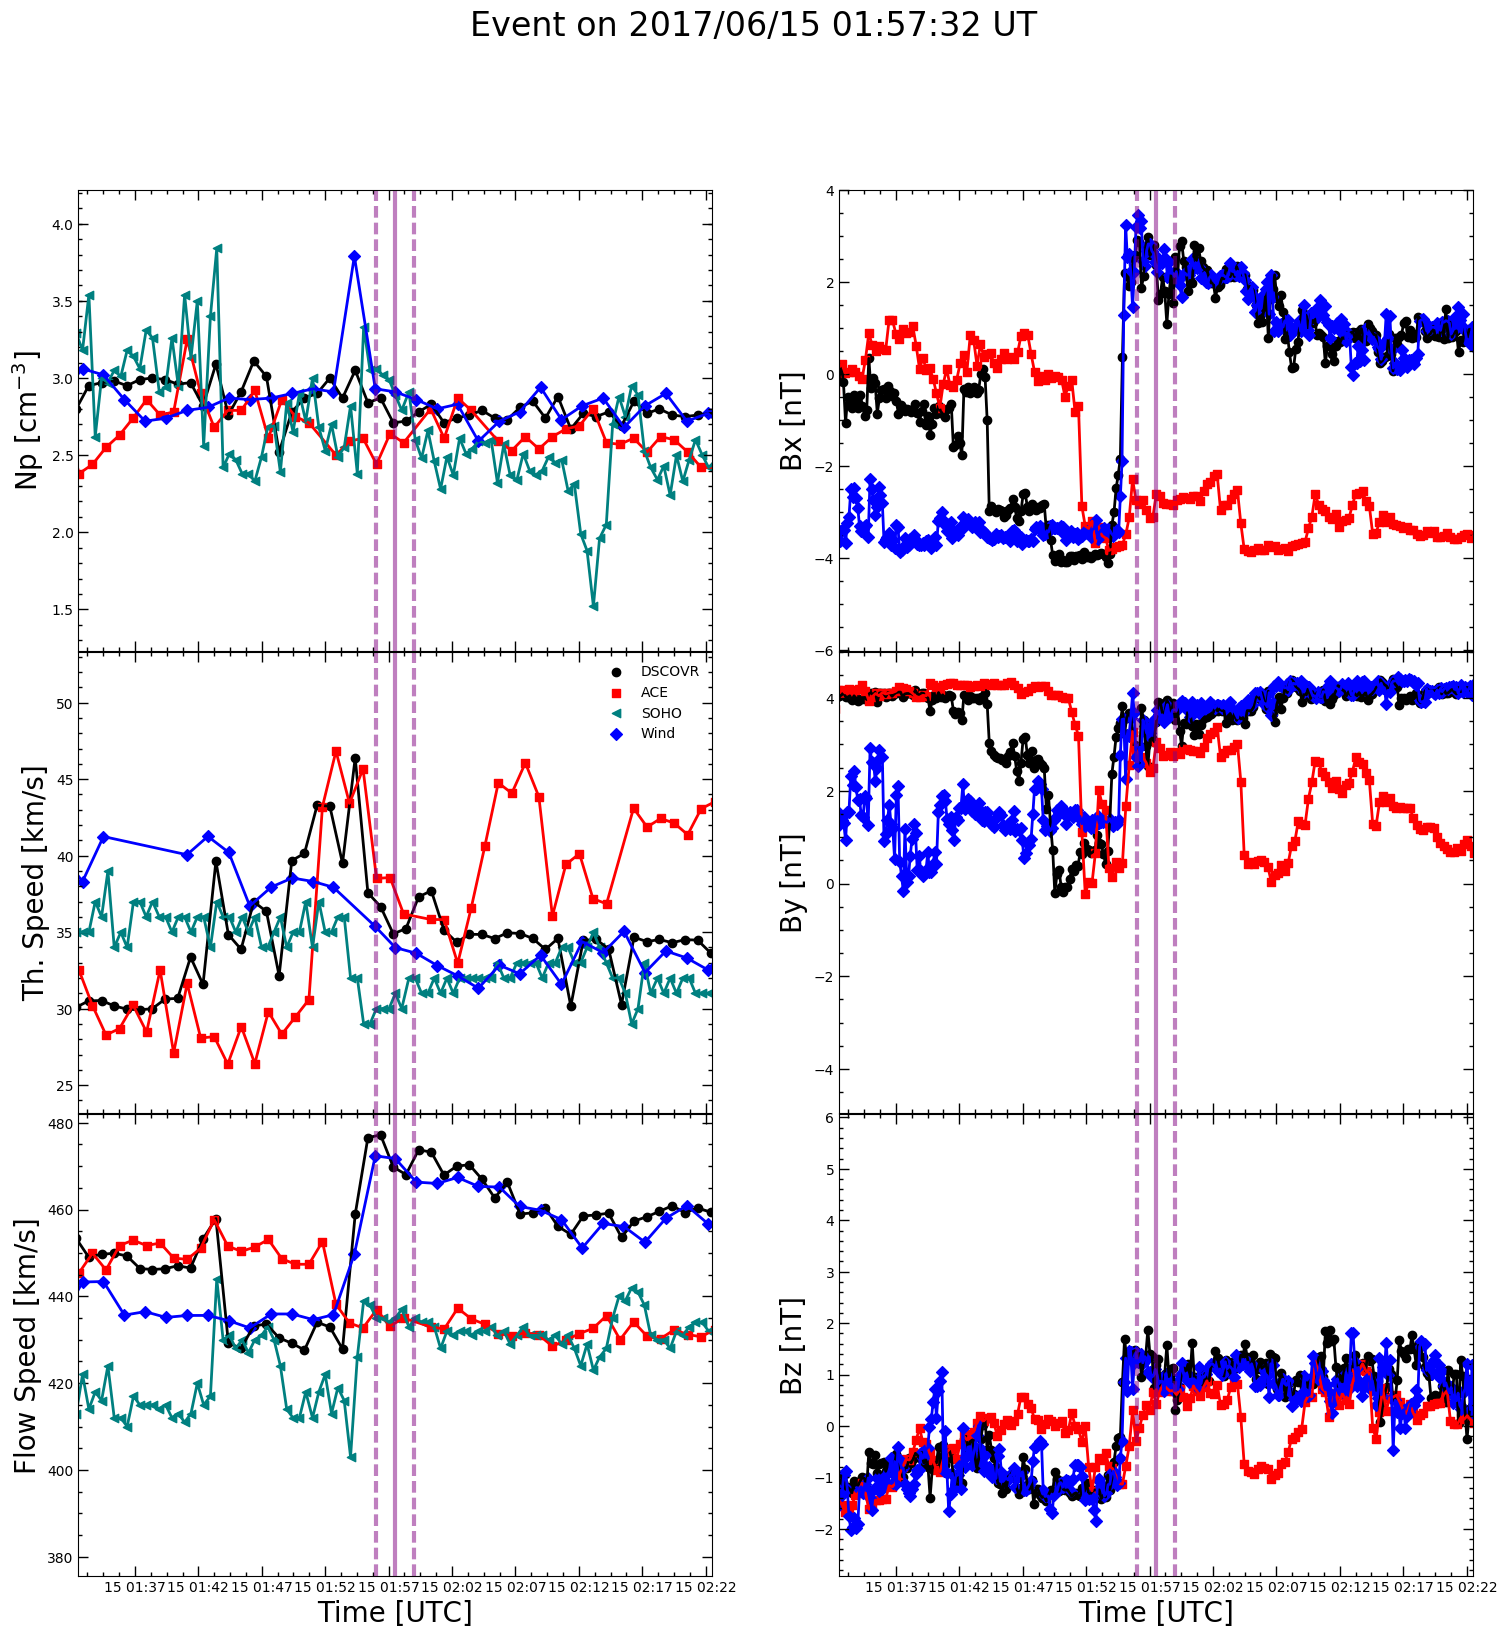 Event on 2017/06/15 01:57:32 UT
4.0
3.5
3.0
2.5
2.0
1.5
Np [cm⁻³]
4
2
0
−2
−4
−6
Bx [nT]
DSCOVR
ACE
SOHO
Wind
50
45
40
35
30
25
Th. Speed [km/s]
4
2
0
−2
−4
By [nT]
480
460
440
420
400
380
Flow Speed [km/s]
6
5
4
3
2
1
0
−1
−2
Bz [nT]
15 01:37 15 01:42 15 01:47 15 01:52 15 01:57 15 02:02 15 02:07 15 02:12 15 02:17 15 02:22
Time [UTC]
15 01:37 15 01:42 15 01:47 15 01:52 15 01:57 15 02:02 15 02:07 15 02:12 15 02:17 15 02:22
Time [UTC]